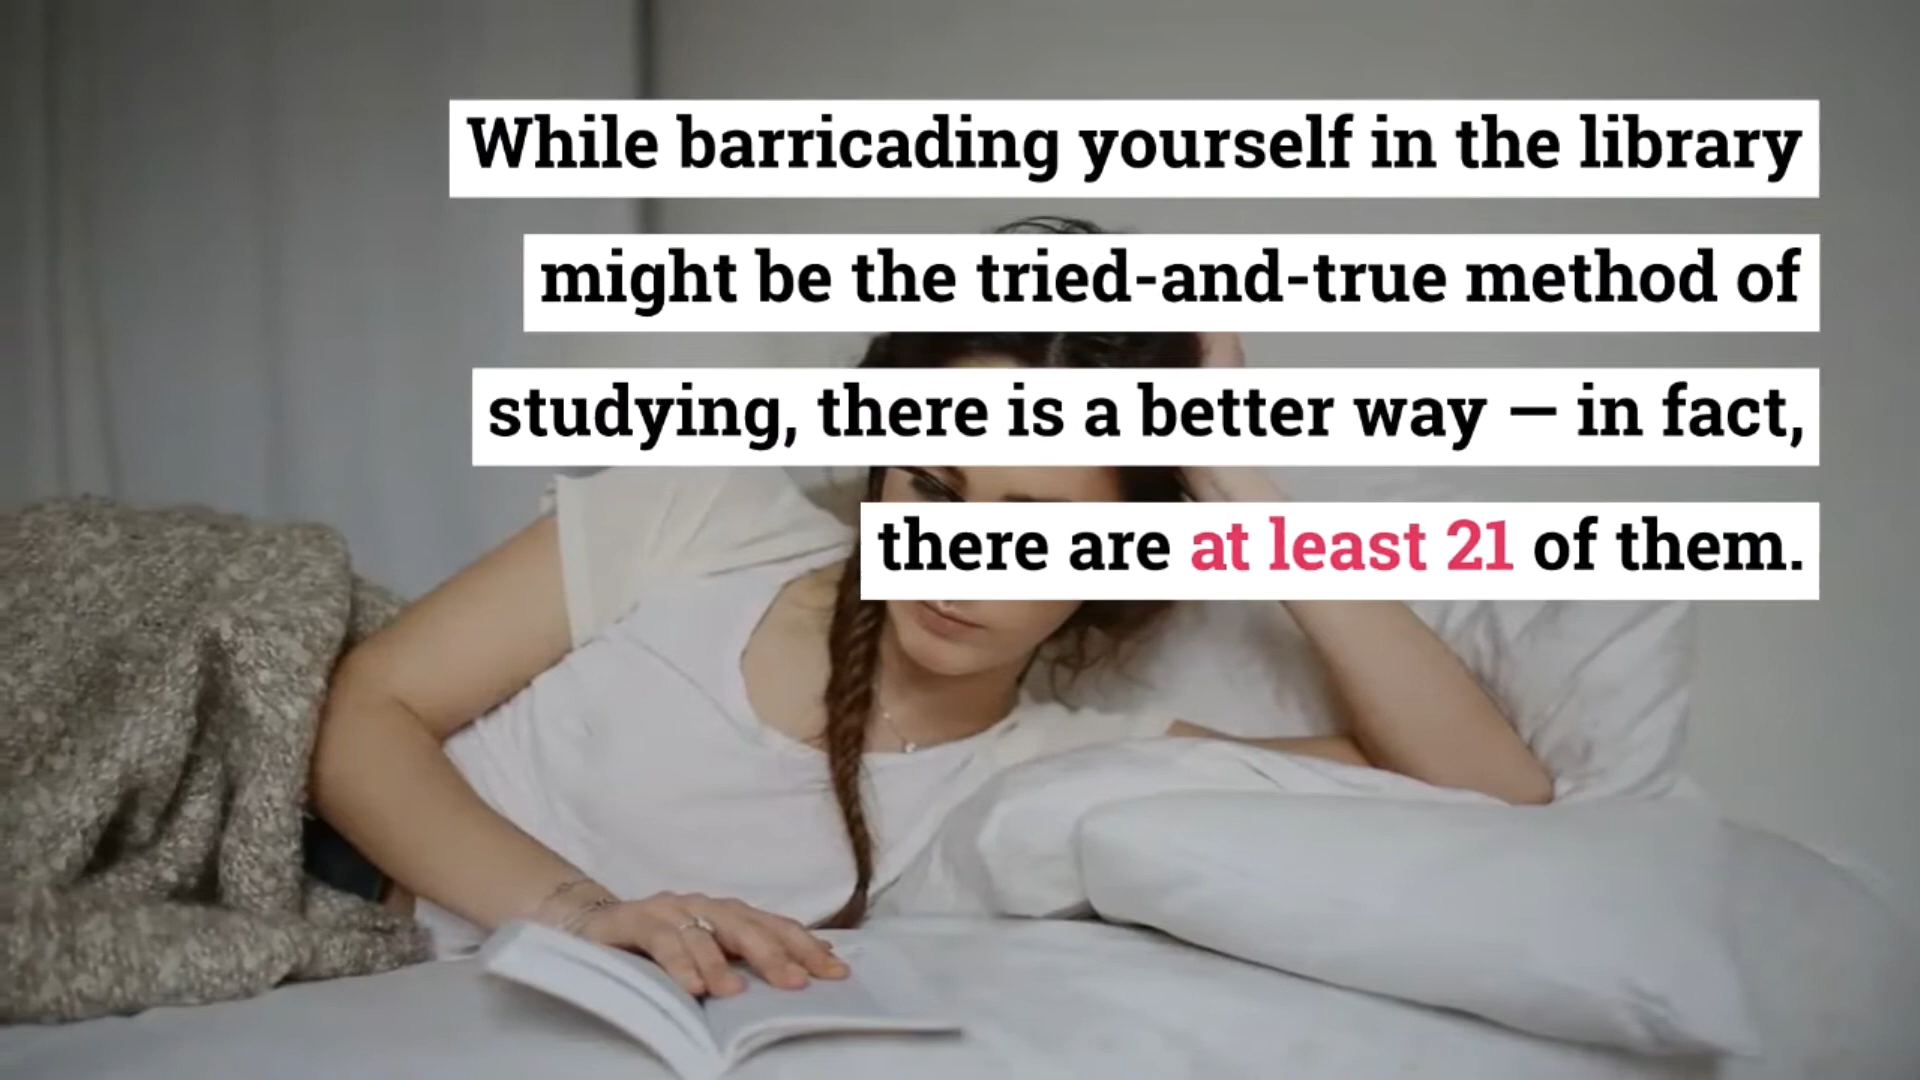 While barricading yourself in the library
might be the tried-and-true method of
studying, there is a better way — in fact,
there are at least 21 of them.